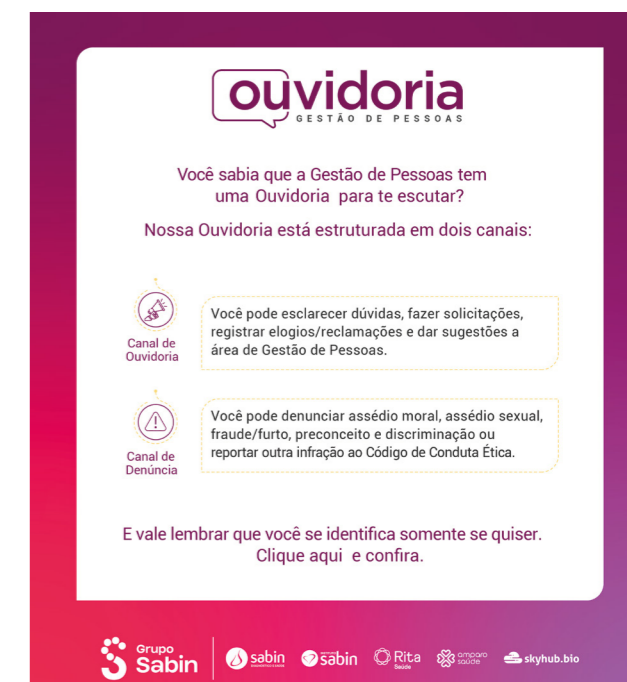 ouvidoria
GESTÃO DE PESSOAS
Você sabia que a Gestão de Pessoas tem
uma Ouvidoria para te escutar?
Nossa Ouvidoria está estruturada em dois canais:
Canal de
Ouvidoria
Você pode esclarecer dúvidas, fazer solicitações,
registrar elogios/reclamações e dar sugestões a
área de Gestão de Pessoas.
Canal de
Denúncia
Você pode denunciar assédio moral, assédio sexual,
fraude/furto, preconceito e discriminação ou
reportar outra infração ao Código de Conduta Ética.
E vale lembrar que você se identifica somente se quiser.
Clique aqui e confira.
Grupo
Sabin
sabin
sabin
Rita
Saúde
amparo
saúde
skyhub.bio